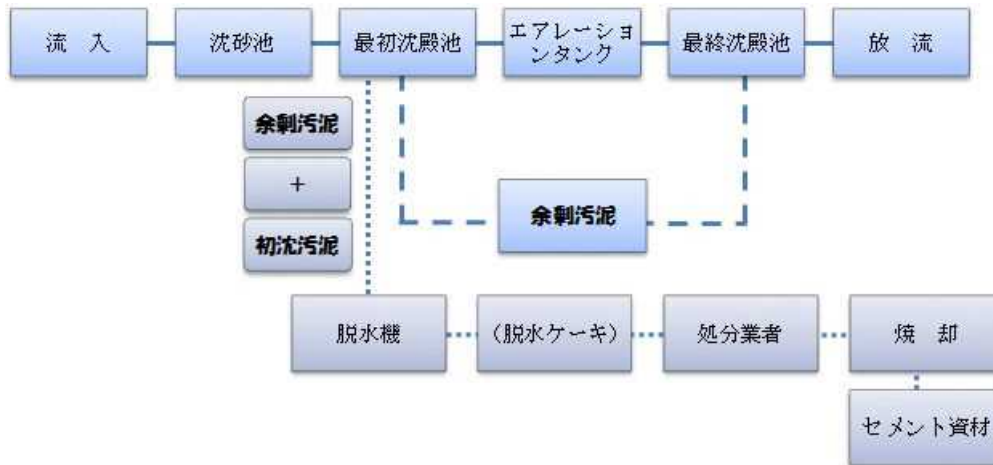 流 入
沈砂池
最初沈殿池
エアレーショ
ンタンク
最終沈殿池
放 流
余剰汚泥
+
初沈汚泥
余剰汚泥
脱水機
(脱水ケーキ)
処分業者
焼 却
セメント資材